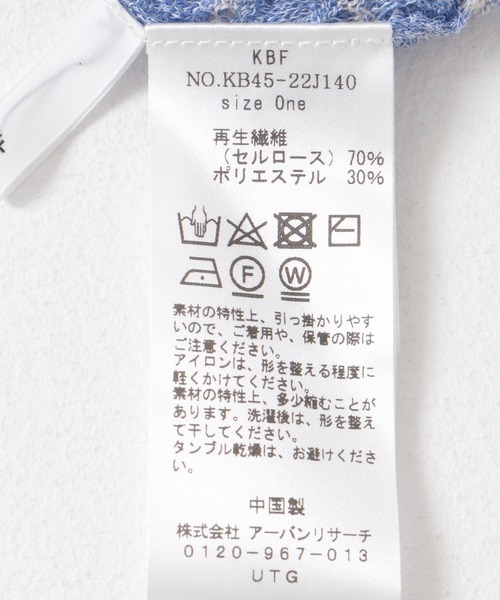 KBF
NO.KB45-22J140
size One
再生繊維
（セルロース）70%
ポリエステル 30%
F
W
素材の特性上、引っ掛かりやす
いので、ご着用や、保管の際は
ご注意ください。
アイロンは、形を整える程度に
軽くかけてください。
素材の特性上、多少縮むことが
あります。洗濯後は、形を整え
て干してください。
タンブル乾燥は、お避けくださ
い。
中国製
株式会社 アーバンリサーチ
0120-967-013
UTG